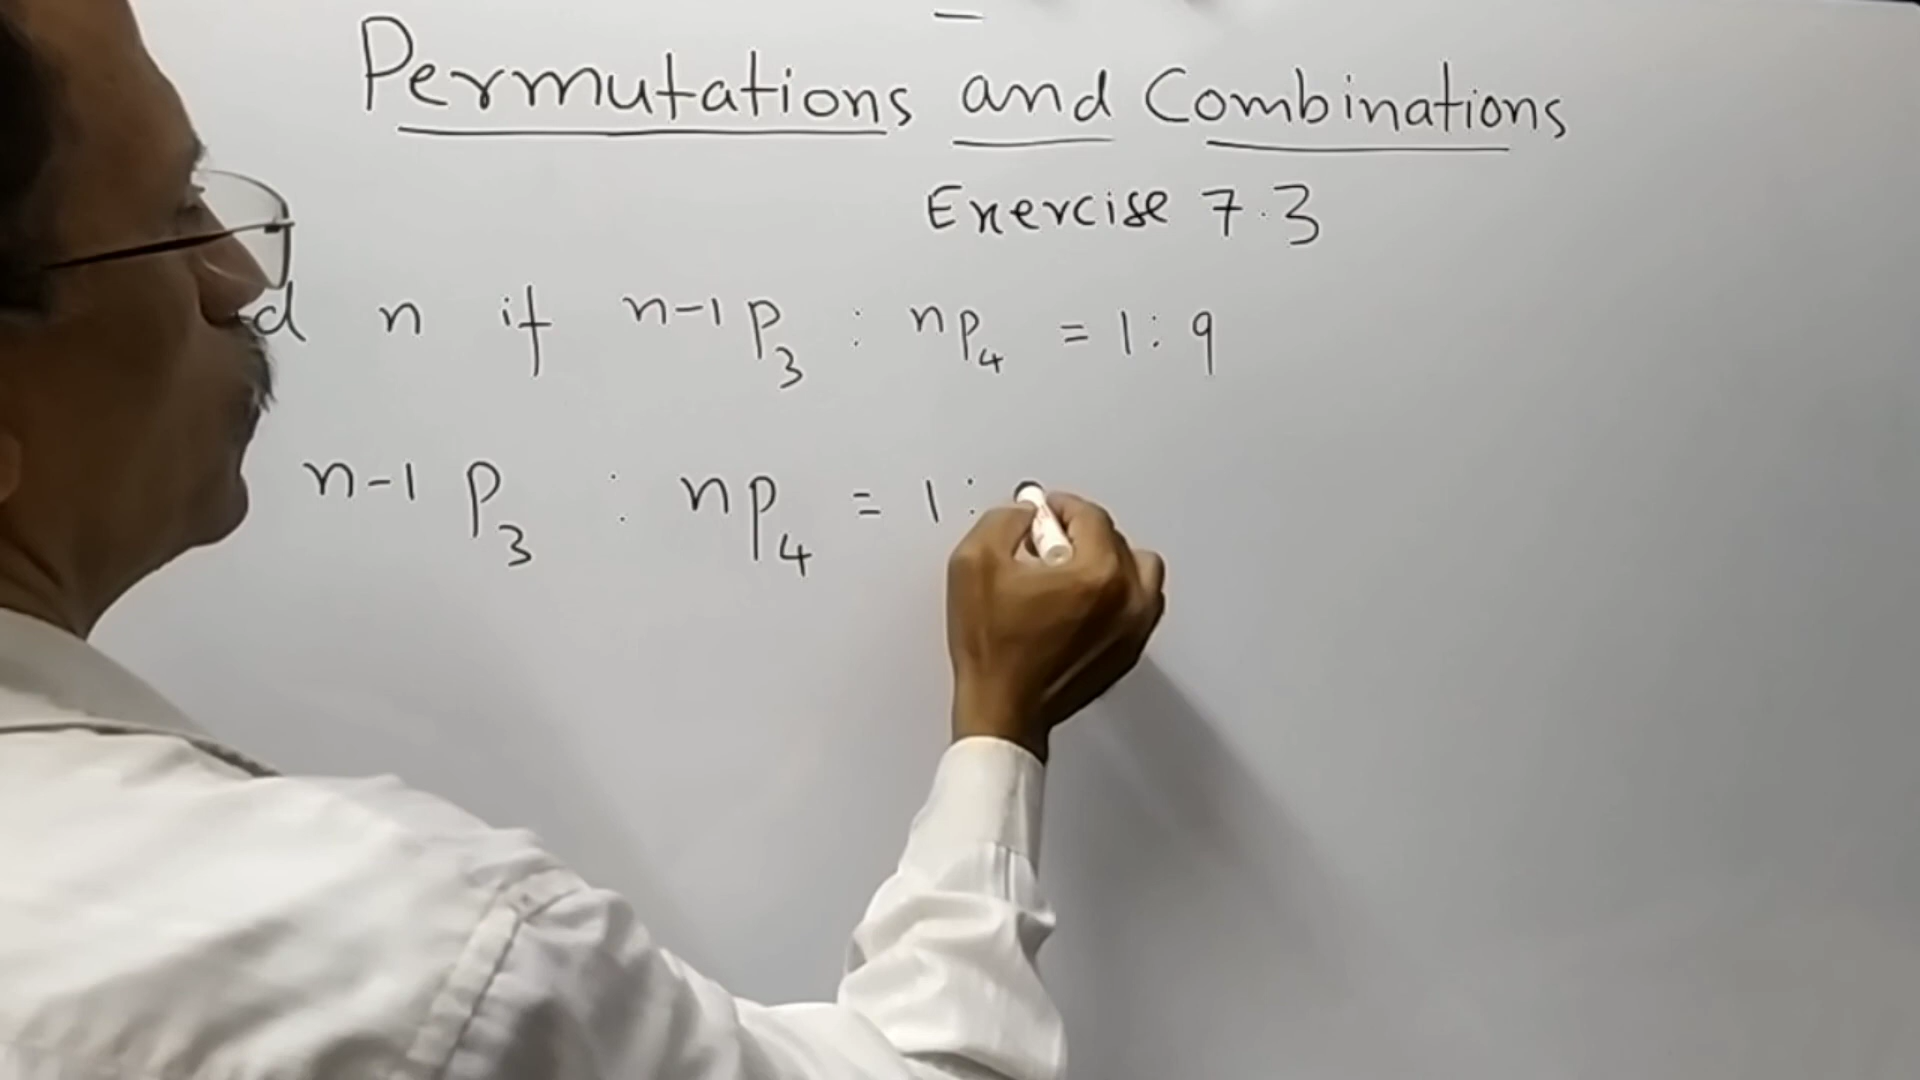 Permutations and Combinations
Exercise 7.3
n if n-1 P3 : nP4 = 1:9
n-1 P3 : nP4 = 1: